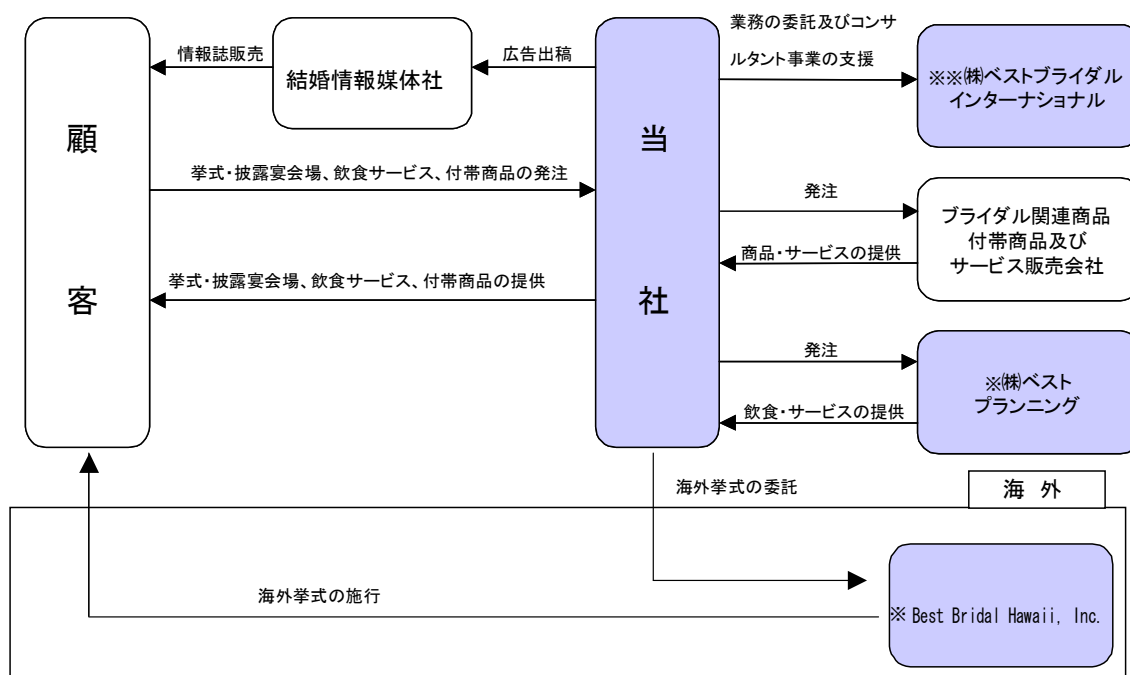 業務の委託及びコンサ
ルタント事業の支援
情報誌販売
広告出稿
結婚情報媒体社
※※㈱ベストブライダル
インターナショナル
顧
客
当
社
挙式・披露宴会場、飲食サービス、付帯商品の発注
発注
ブライダル関連商品
付帯商品及び
サービス販売会社
商品・サービスの提供
挙式・披露宴会場、飲食サービス、付帯商品の提供
発注
※㈱ベスト
プランニング
飲食・サービスの提供
海外挙式の委託
海 外
海外挙式の施行
※ Best Bridal Hawaii, Inc.